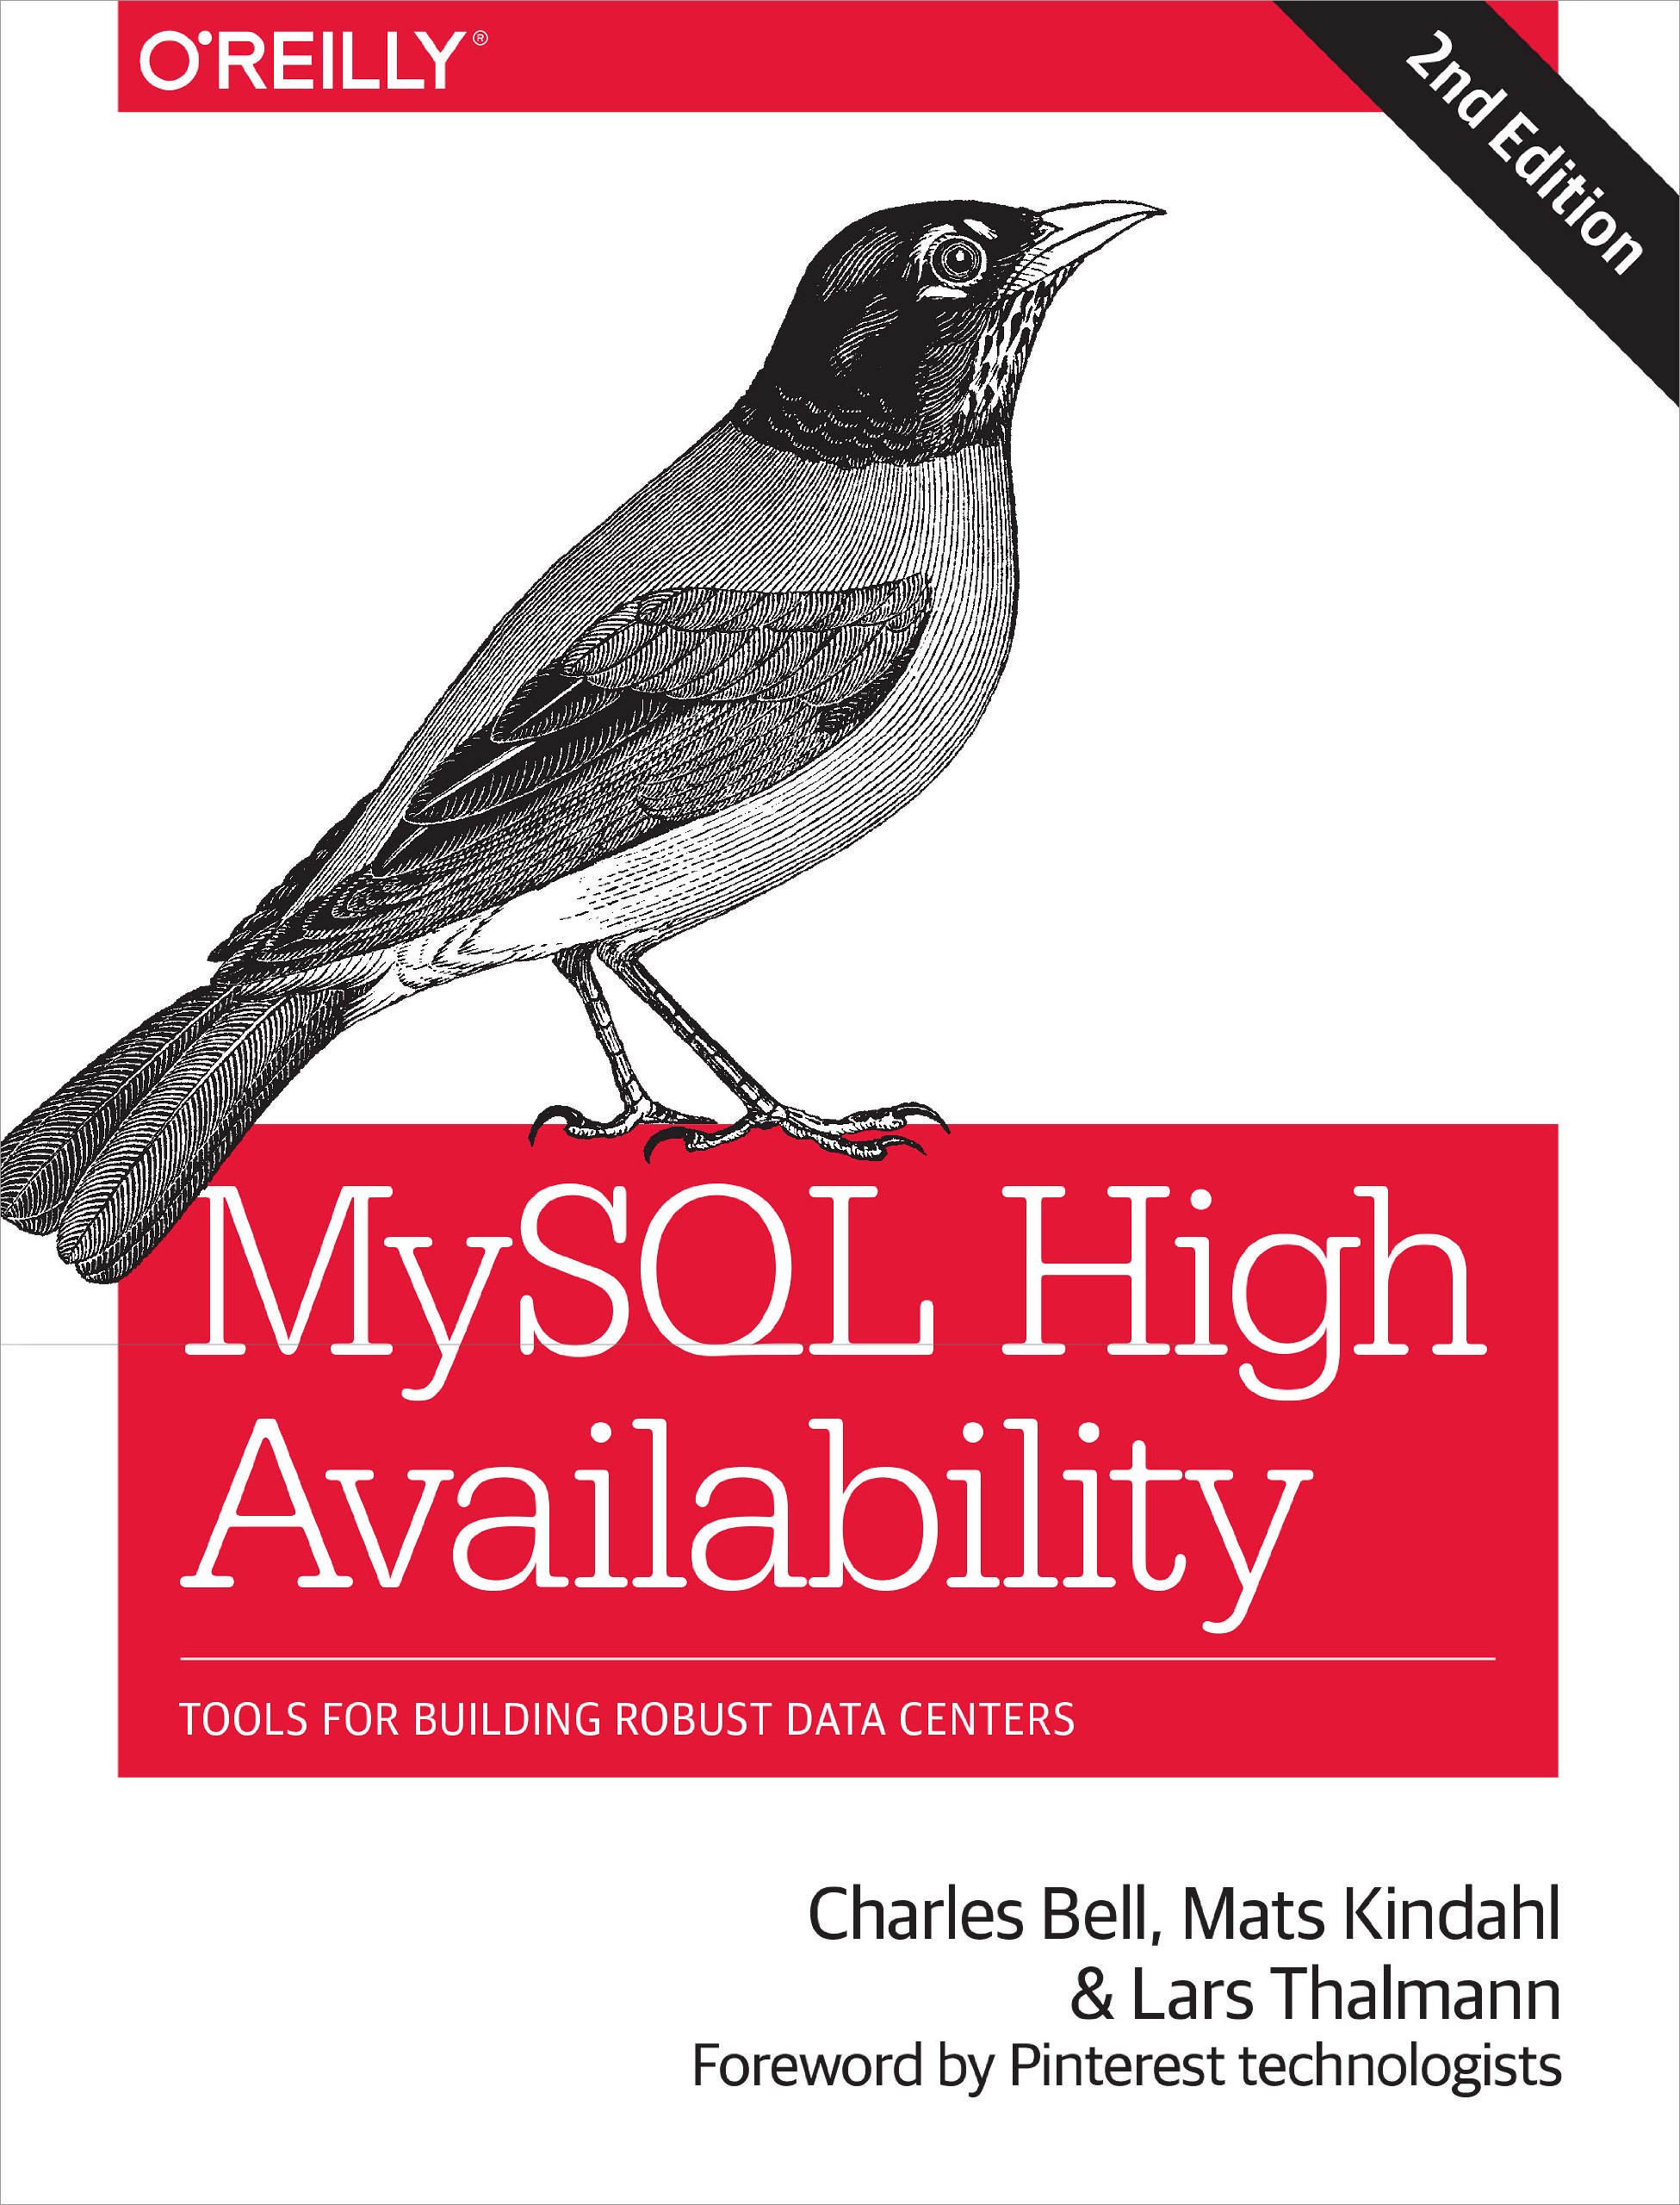 O'REILLY®
2nd Edition
MySQL High
Availability
TOOLS FOR BUILDING ROBUST DATA CENTERS
Charles Bell, Mats Kindahl
& Lars Thalmann
Foreword by Pinterest technologists